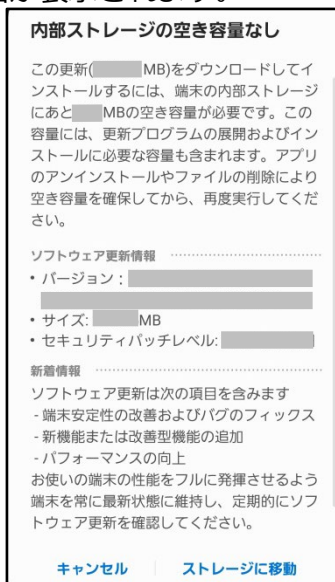 内部ストレージの空き容量なし
この更新( MB)をダウンロードしてイ
ンストールするには、端末の内部ストレージ
にあと MBの空き容量が必要です。この
容量には、更新プログラムの展開およびイン
ストールに必要な容量も含まれます。アプリ
のアンインストールやファイルの削除により
空き容量を確保してから、再度実行してくだ
さい。
ソフトウェア更新情報
• バージョン :
• サイズ: MB
• セキュリティパッチレベル:
新着情報
ソフトウェア更新は次の項目を含みます
- 端末安定性の改善およびバグのフィックス
- 新機能または改善型機能の追加
- パフォーマンスの向上
お使いの端末の性能をフルに発揮させるよう
端末を常に最新状態に維持し、定期的にソフ
トウェア更新を確認してください。
キャンセル ストレージに移動